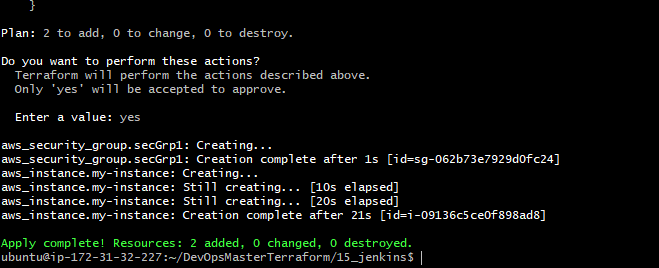 }
Plan: 2 to add, 0 to change, 0 to destroy.
Do you want to perform these actions?
Terraform will perform the actions described above.
Only 'yes' will be accepted to approve.
Enter a value: yes
aws_security_group.secGrp1: Creating...
aws_security_group.secGrp1: Creation complete after 1s [id=sg-062b73e7929d0fc24]
aws_instance.my-instance: Creating...
aws_instance.my-instance: Still creating... [10s elapsed]
aws_instance.my-instance: Still creating... [20s elapsed]
aws_instance.my-instance: Creation complete after 21s [id=i-09136c5ce0f898ad8]
Apply complete! Resources: 2 added, 0 changed, 0 destroyed.
ubuntu@ip-172-31-32-227:~/DevOpsMasterTerraform/15_jenkins$